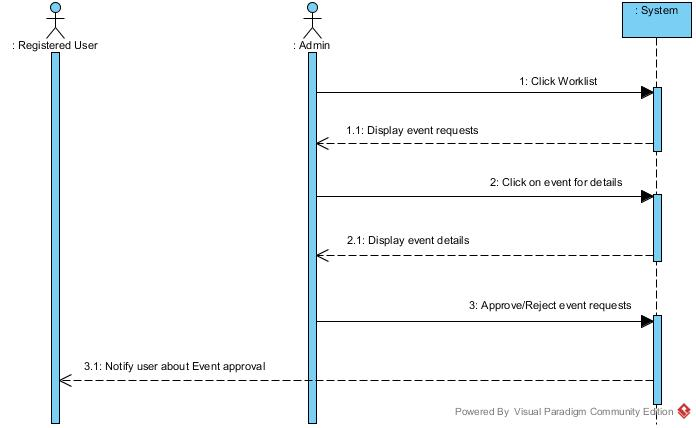 : Registered User
: Admin
: System
1: Click Worklist
1.1: Display event requests
2: Click on event for details
2.1: Display event details
3: Approve/Reject event requests
3.1: Notify user about Event approval
Powered By Visual Paradigm Community Edition